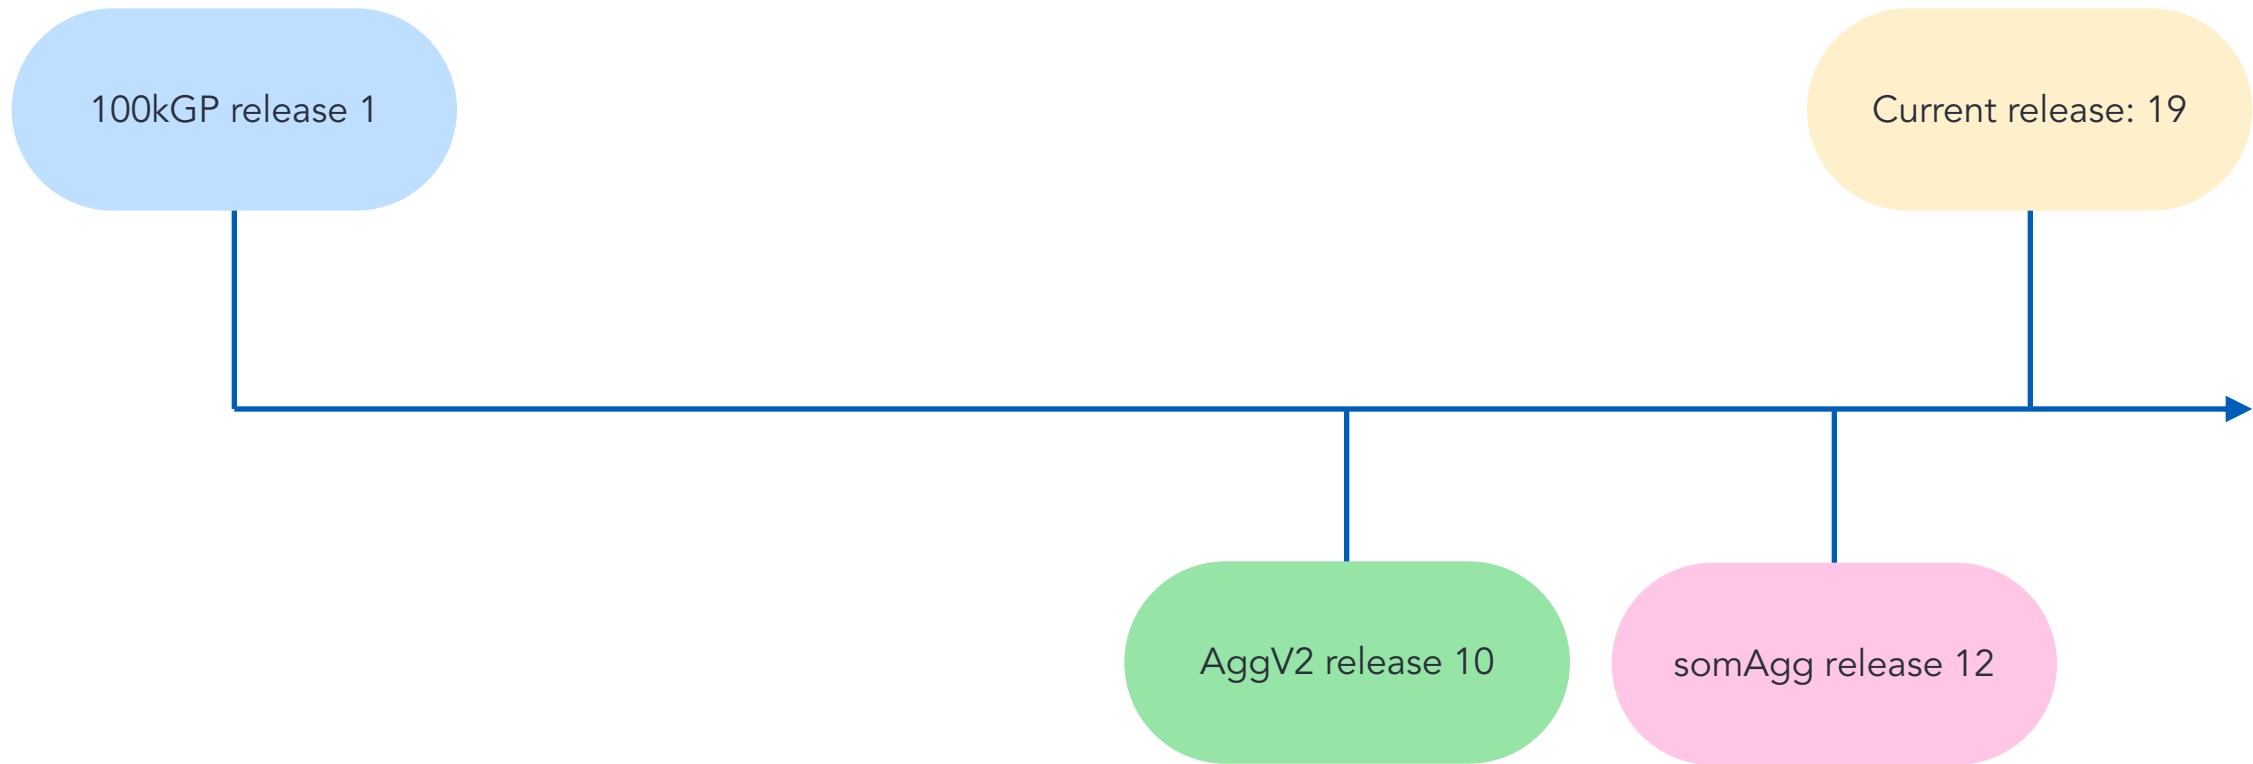 100kGP release 1
Current release: 19
AggV2 release 10
somAgg release 12